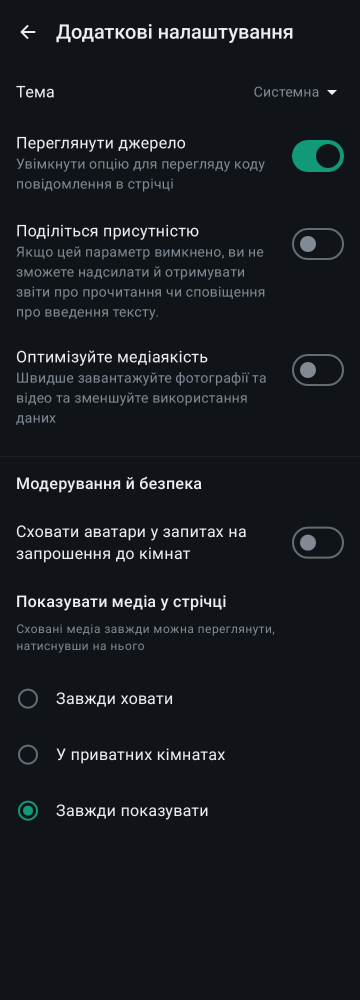 Додаткові налаштування
Тема
Системна
Переглянути джерело
Увімкнути опцію для перегляду коду
повідомлення в стрічці
Поділіться присутністю
Якщо цей параметр вимкнено, ви не
зможете надсилати й отримувати
звіти про прочитання чи сповіщення
про введення тексту.
Оптимізуйте медіаякість
Швидше завантажуйте фотографії та
відео та зменшуйте використання
даних
Модерування й безпека
Сховати аватари у запитах на
запрошення до кімнат
Показувати медіа у стрічці
Сховані медіа завжди можна переглянути,
натиснувши на нього
Завжди ховати
У приватних кімнатах
Завжди показувати